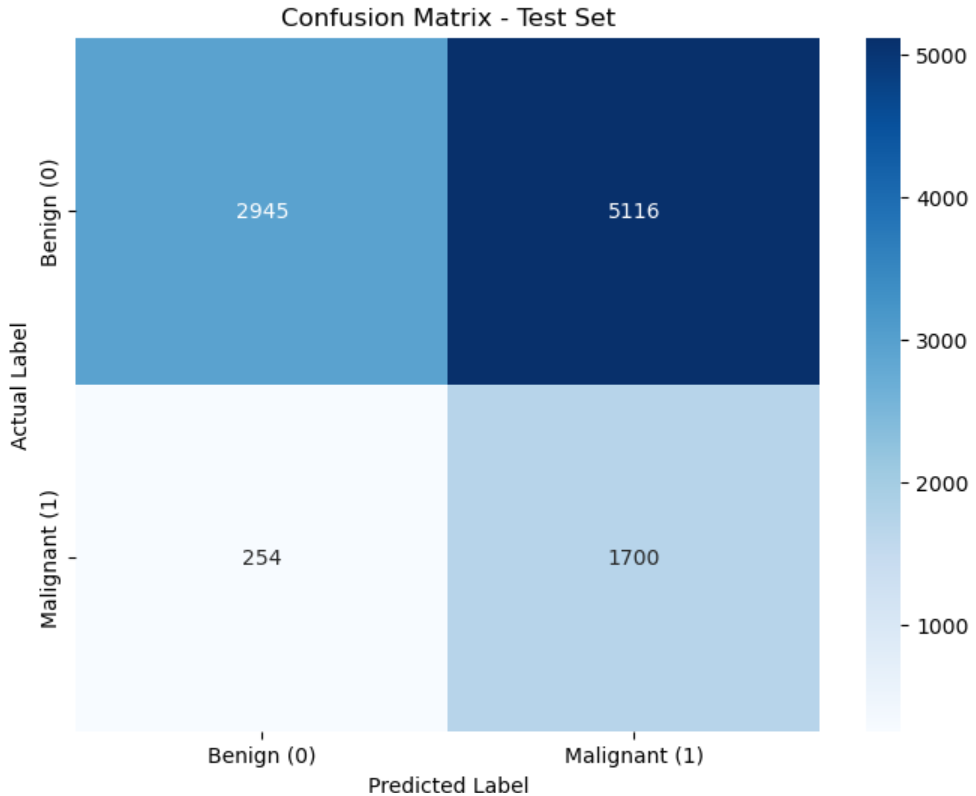 Confusion Matrix - Test Set
Actual Label
Benign (0)
2945
5116
5000
4000
3000
2000
1000
Malignant (1)
254
1700
Benign (0)
Malignant (1)
Predicted Label